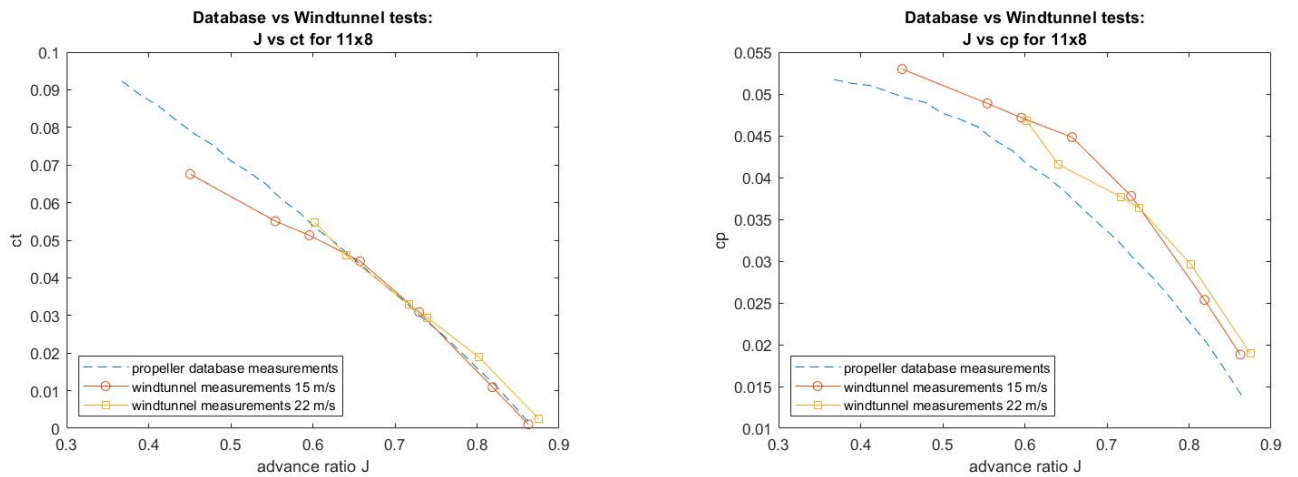 Database vs Windtunnel tests:
J vs ct for 11x8
0.1
0.09
0.08
0.07
0.06
0.05
0.04
0.03
0.02
0.01
0
ct
propeller database measurements
windtunnel measurements 15 m/s
windtunnel measurements 22 m/s
0.3 0.4 0.5 0.6 0.7 0.8 0.9
advance ratio J
Database vs Windtunnel tests:
J vs cp for 11x8
0.055
0.05
0.045
0.04
0.035
0.03
0.025
0.02
0.015
0.01
cp
propeller database measurements
windtunnel measurements 15 m/s
windtunnel measurements 22 m/s
0.3 0.4 0.5 0.6 0.7 0.8 0.9
advance ratio J